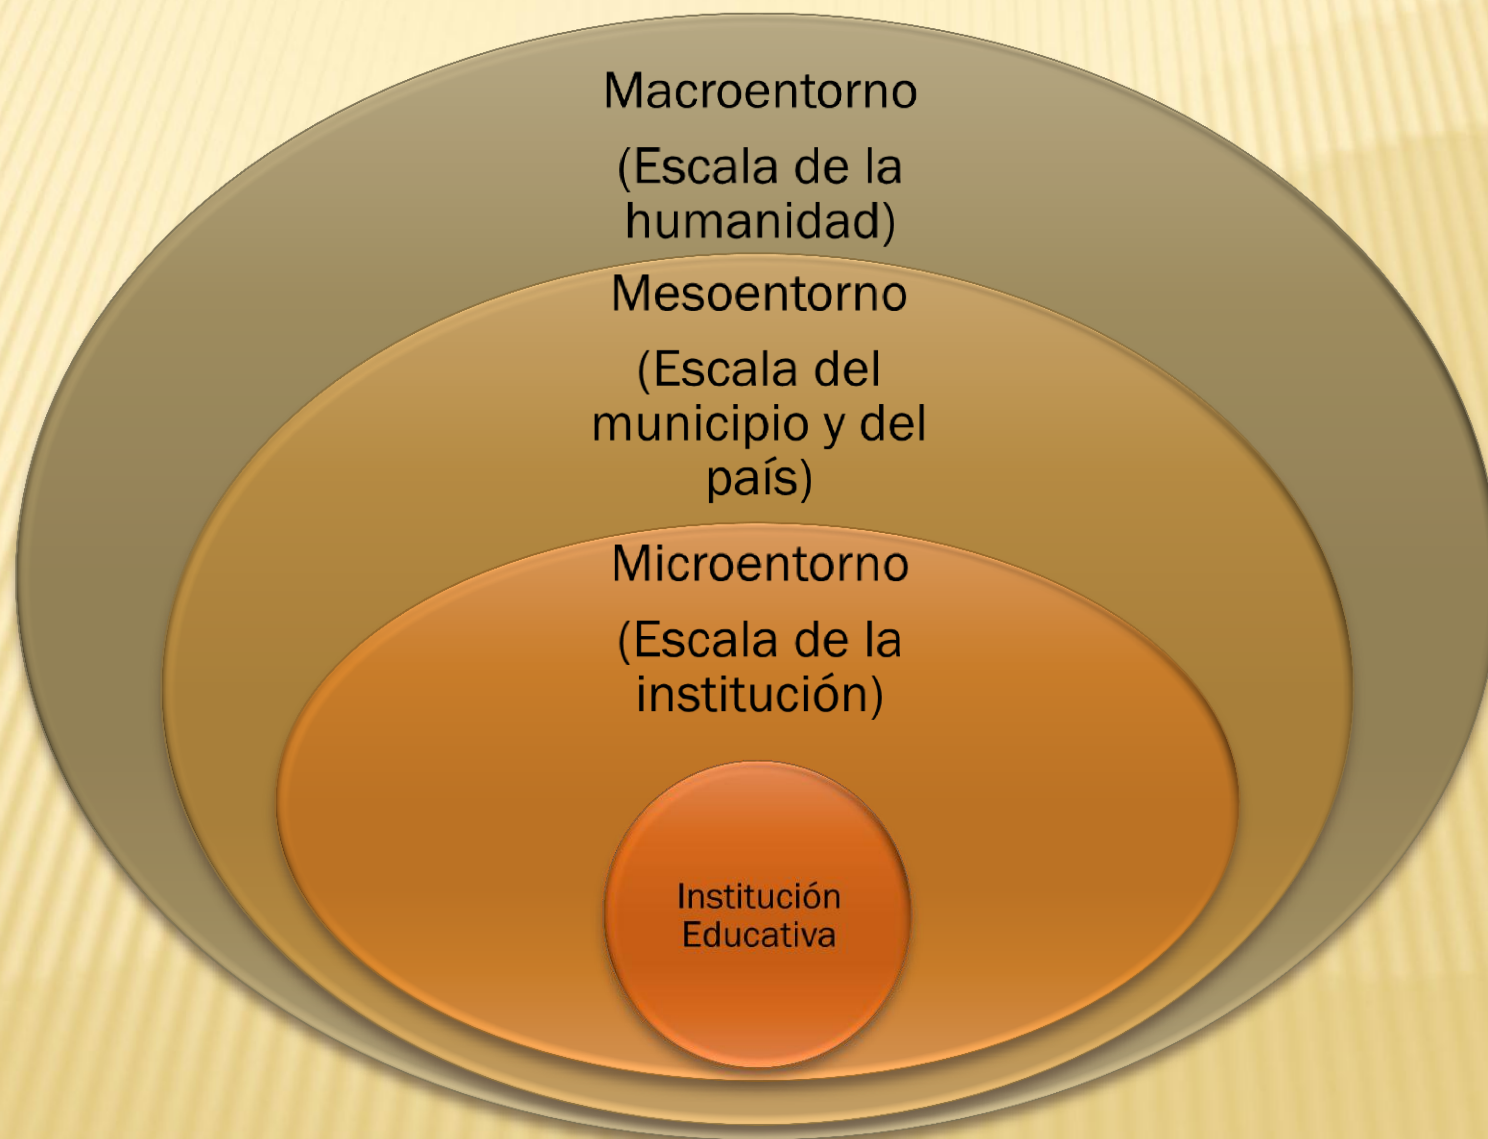 Macroentorno
(Escala de la
humanidad)
Mesoentorno
(Escala del
municipio y del
país)
Microentorno
(Escala de la
institución)
Institución
Educativa